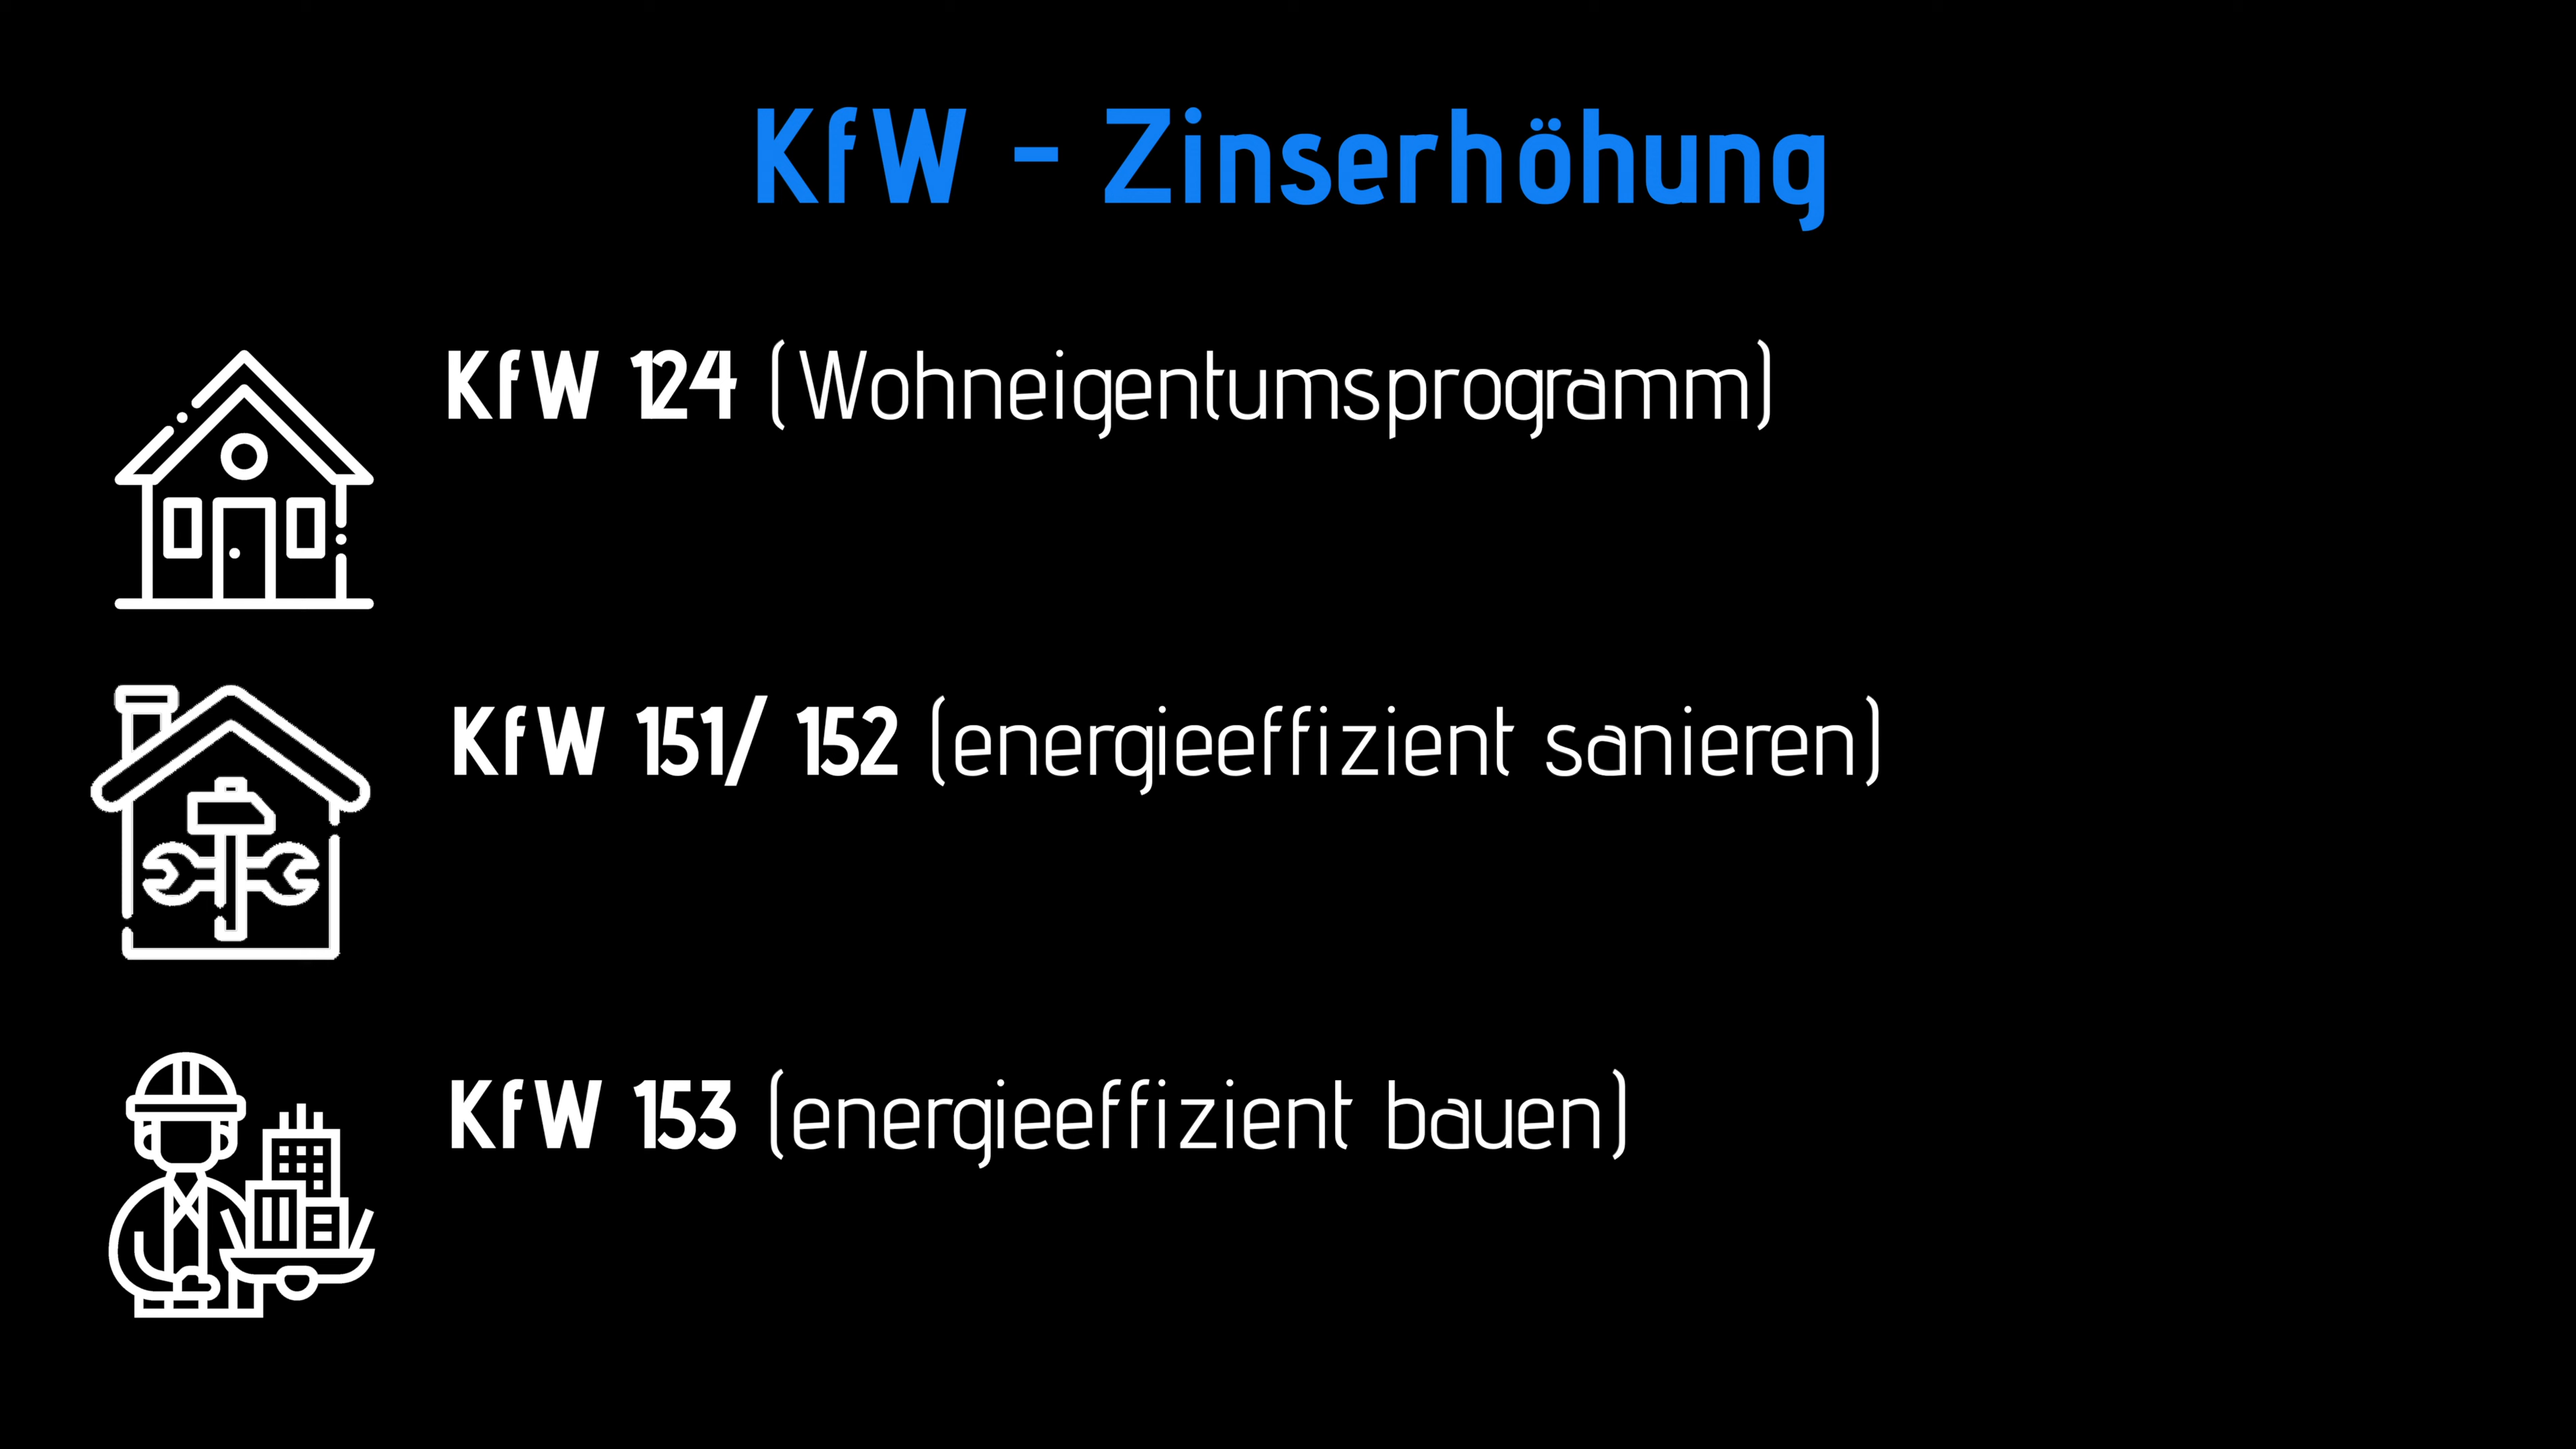 KfW - Zinserhöhung
KfW 124 (Wohneigentumsprogramm)
KfW 151/ 152 (energieeffizient sanieren)
KfW 153 (energieeffizient bauen)